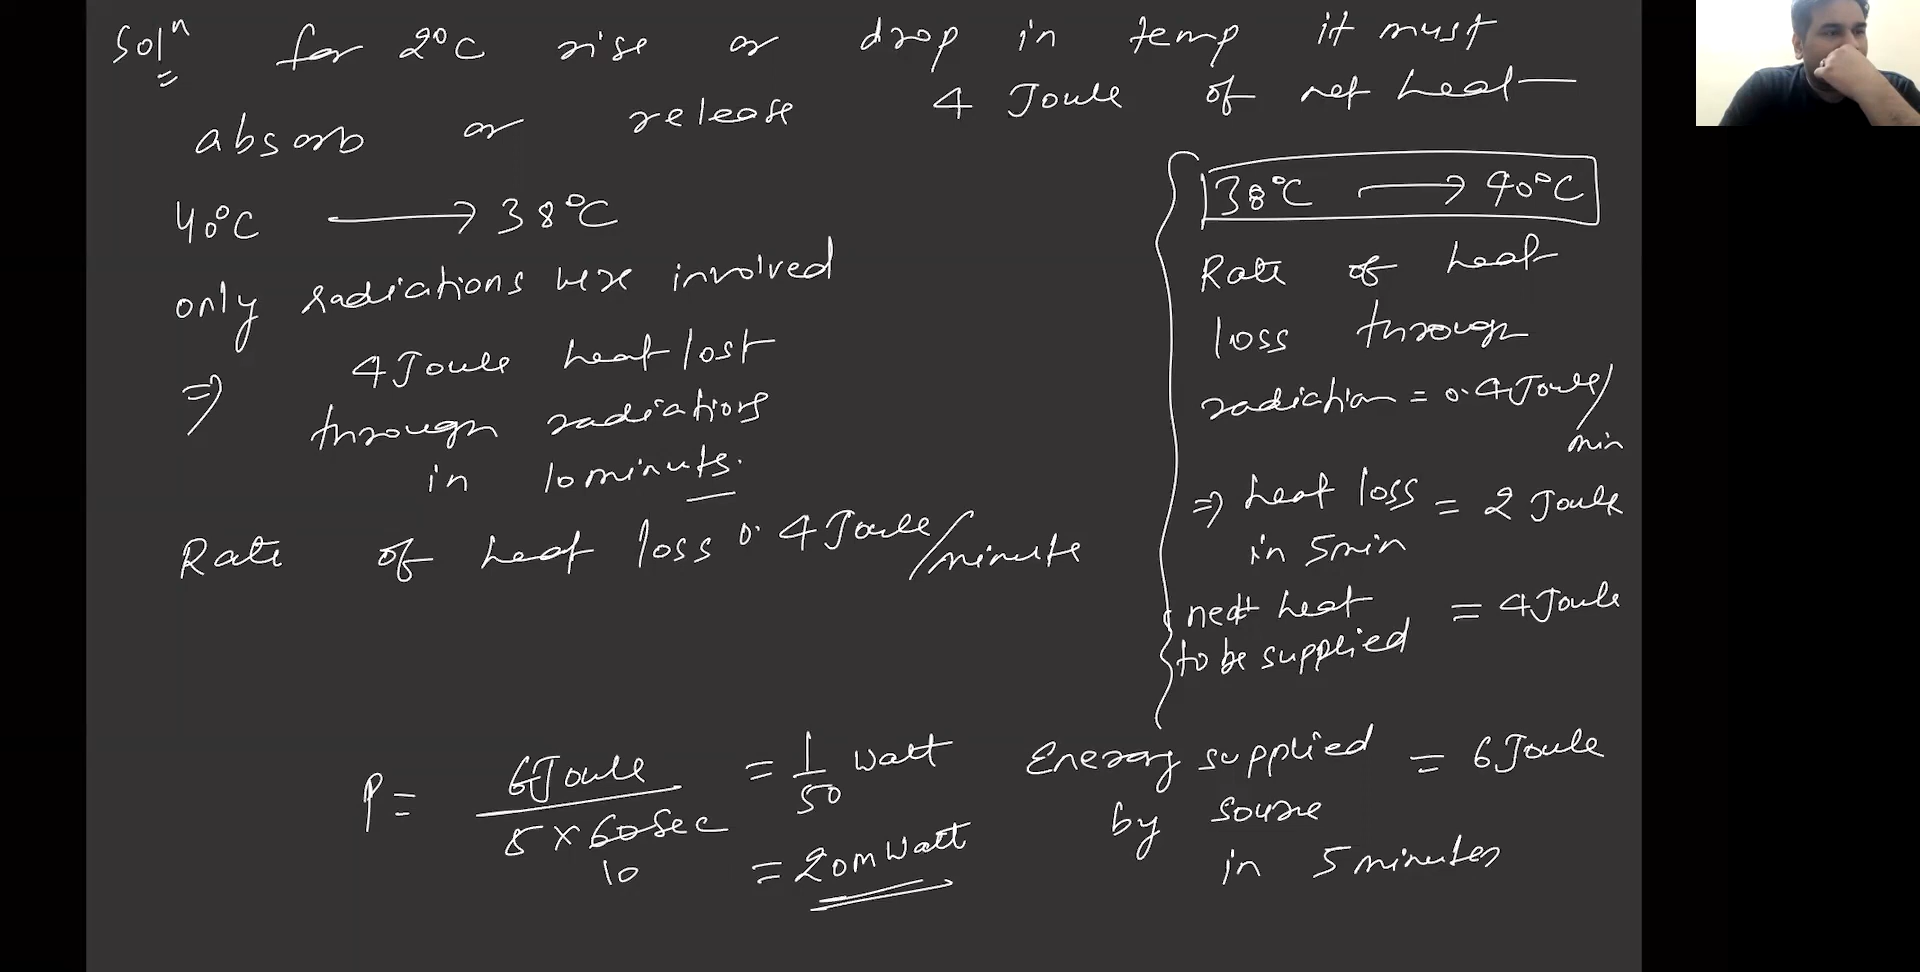 Solⁿ for 2°C rise or drop in temp it must
absorb or release 4 Joule of net heat
40°C → 38°C
only radiations were involved
⇒ 4 Joule heat lost
through radiations
in 10 minuts.
Rate of heat loss 0.4 Joule/minute
38°C → 40°C
Rate of heat
loss through
radiation = 0.4 Joule/
min
⇒ heat loss = 2 Joule
in 5min
net heat = 4 Joule
to be supplied
Energy supplied = 6 Joule
by source
in 5 minutes
P = 6 Joule / 5 × 60 sec = 1/50 watt
10
= 20 m watt